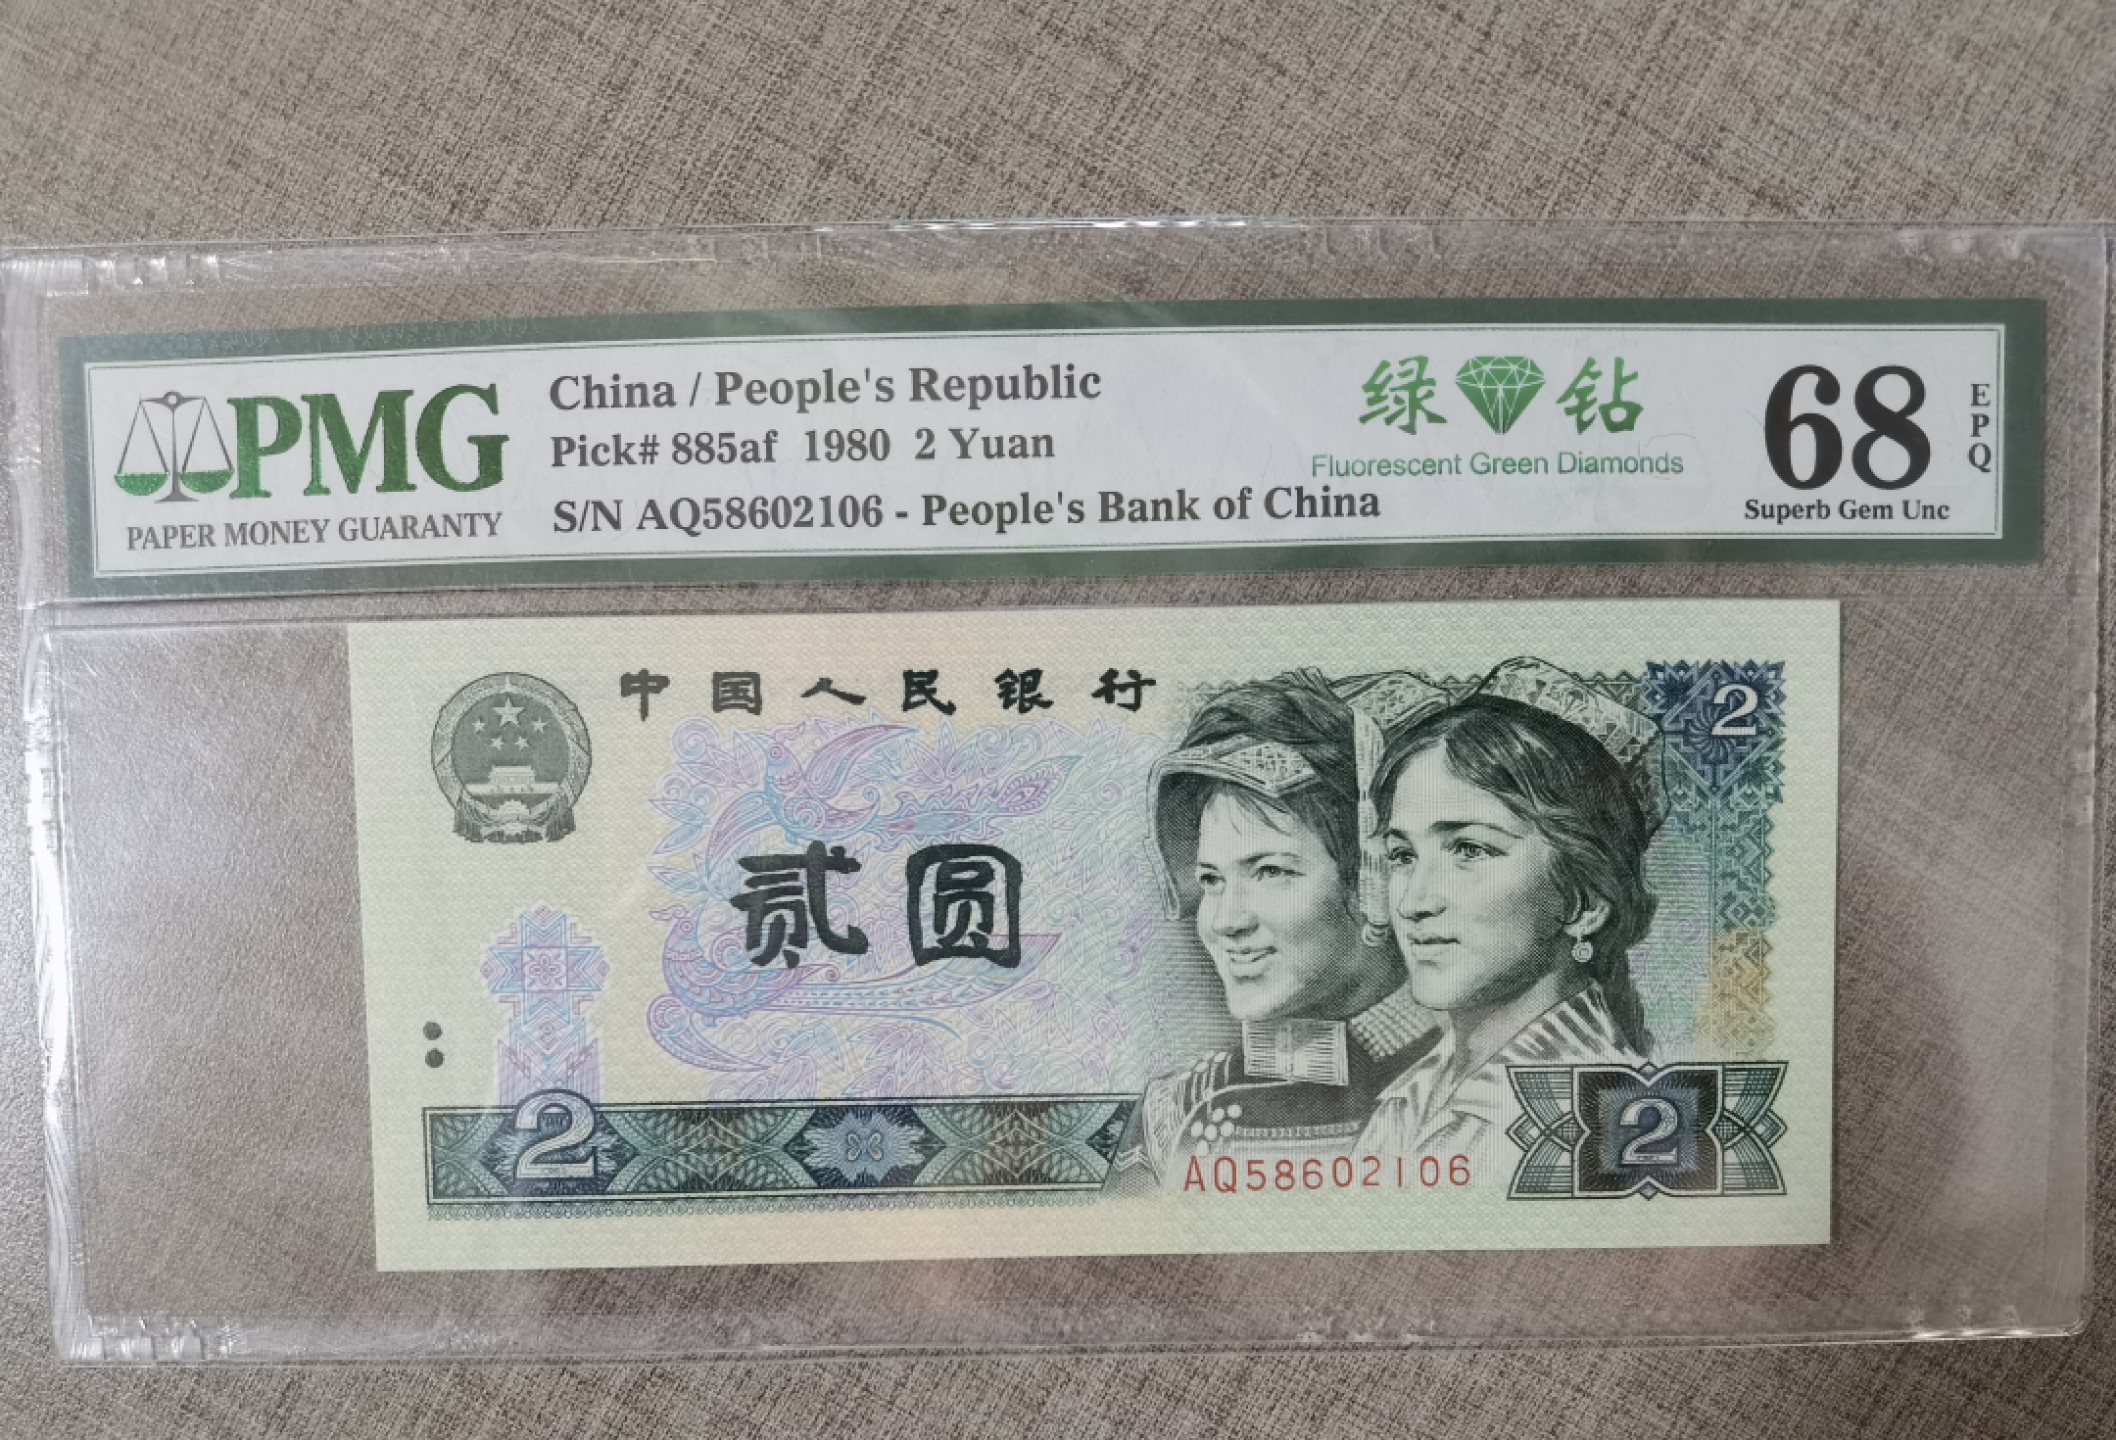 PMG
PAPER MONEY GUARANTY
China / People's Republic
Pick# 885af 1980 2 Yuan
S/N AQ58602106 - People's Bank of China
绿钻
Fluorescent Green Diamonds
68
EPQ
Superb Gem Unc
中国人民银行
2
贰圆
2
AQ58602106
2